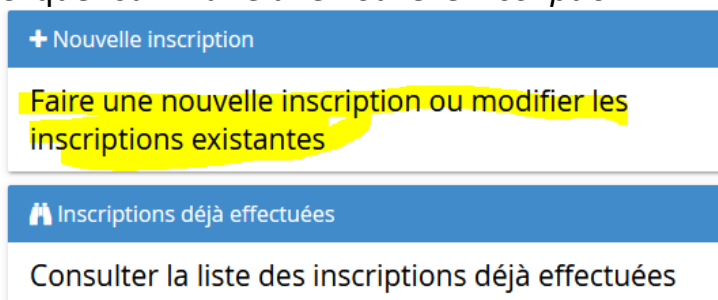 Nouvelle inscription
Faire une nouvelle inscription ou modifier les
inscriptions existantes
Inscriptions déjà effectuées
Consulter la liste des inscriptions déjà effectuées